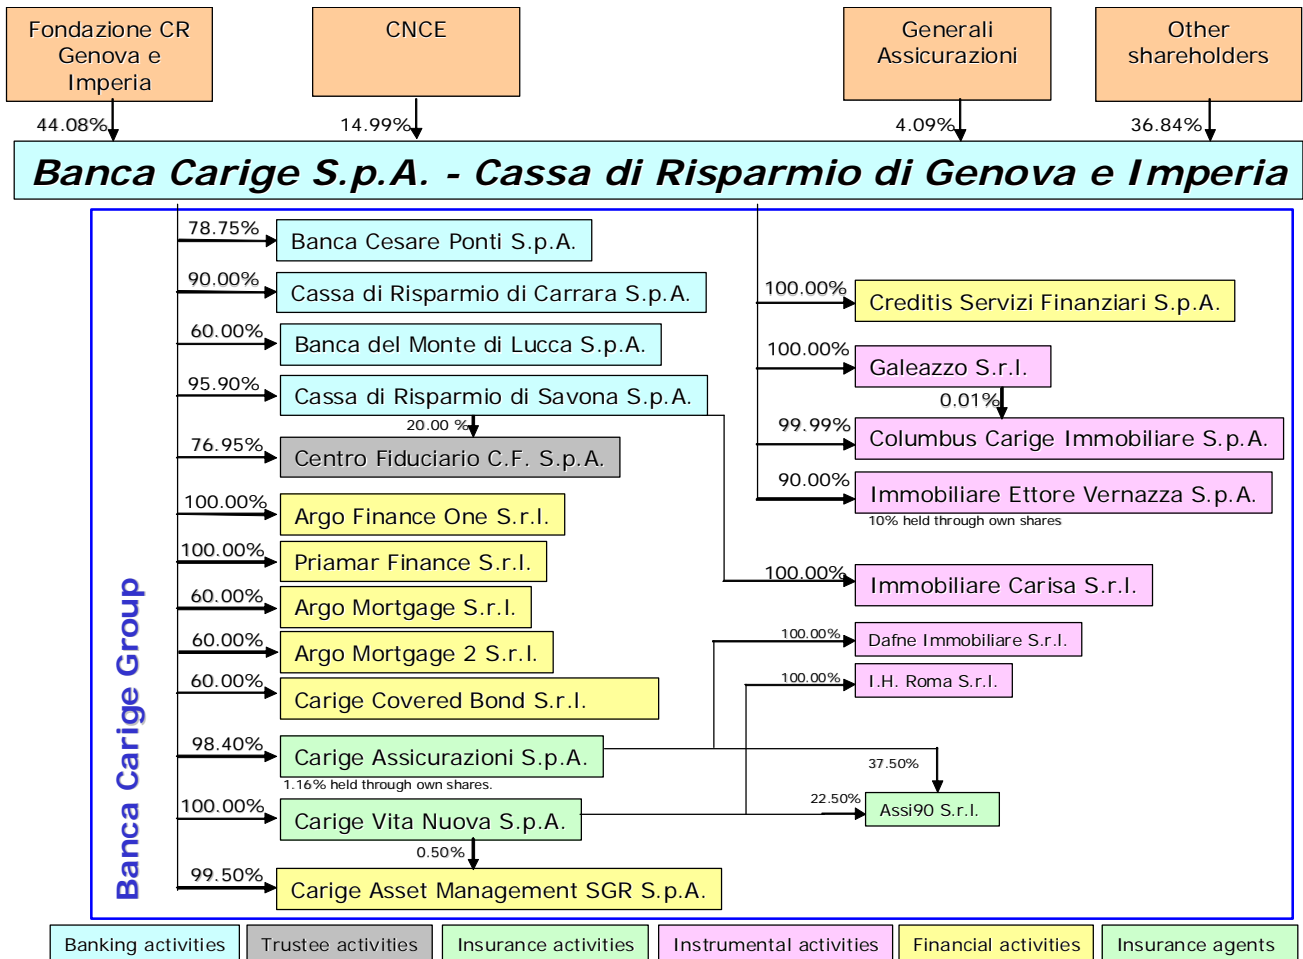 Fondazione CR
Genova e
Imperia
CNCE
Generali
Assicurazioni
Other
shareholders
44.08%
14.99%
4.09%
36.84%
Banca Carige S.p.A. - Cassa di Risparmio di Genova e Imperia
78.75%
Banca Cesare Ponti S.p.A.
90.00%
Cassa di Risparmio di Carrara S.p.A.
60.00%
Banca del Monte di Lucca S.p.A.
95.90%
Cassa di Risparmio di Savona S.p.A.
20.00 %
76.95%
Centro Fiduciario C.F. S.p.A.
100.00%
Argo Finance One S.r.l.
100.00%
Priamar Finance S.r.l.
60.00%
Argo Mortgage S.r.l.
60.00%
Argo Mortgage 2 S.r.l.
60.00%
Carige Covered Bond S.r.l.
98.40%
Carige Assicurazioni S.p.A.
1.16% held through own shares.
100.00%
Carige Vita Nuova S.p.A.
0.50%
99.50%
Carige Asset Management SGR S.p.A.
100.00%
Creditis Servizi Finanziari S.p.A.
100.00%
Galeazzo S.r.l.
0.01%
99.99%
Columbus Carige Immobiliare S.p.A.
90.00%
Immobiliare Ettore Vernazza S.p.A.
10% held through own shares
100.00%
Immobiliare Carisa S.r.l.
100.00%
Dafne Immobiliare S.r.l.
100.00%
I.H. Roma S.r.l.
37.50%
22.50%
Assi90 S.r.l.
Banca Carige Group
Banking activities
Trustee activities
Insurance activities
Instrumental activities
Financial activities
Insurance agents